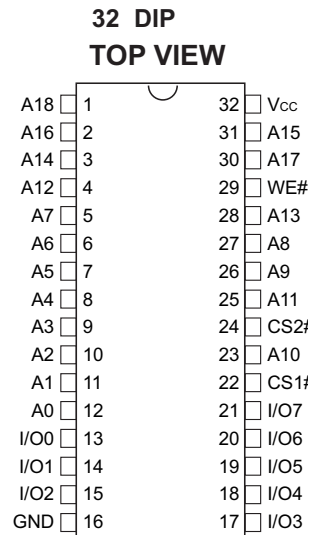 32 DIP
TOP VIEW
A18 1 32 Vcc
A16 2 31 A15
A14 3 30 A17
A12 4 29 WE#
A7 5 28 A13
A6 6 27 A8
A5 7 26 A9
A4 8 25 A11
A3 9 24 CS2#
A2 10 23 A10
A1 11 22 CS1#
A0 12 21 I/O7
I/O0 13 20 I/O6
I/O1 14 19 I/O5
I/O2 15 18 I/O4
GND 16 17 I/O3